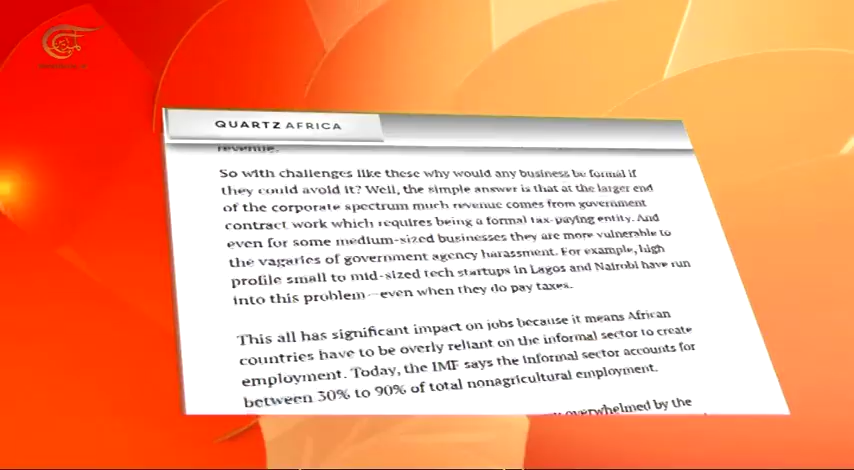 QUARTZ AFRICA
revenue.
So with challenges like these why would any business be formal if
they could avoid it? Well, the simple answer is that at the larger end
of the corporate spectrum much revenue comes from government
contract work which requires being a formal tax-paying entity. And
even for some medium-sized businesses they are more vulnerable to
the vagaries of government agency harassment. For example, high
profile small to mid-sized tech startups in Lagos and Nairobi have run
into this problem—even when they do pay taxes.
This all has significant impact on jobs because it means African
countries have to be overly reliant on the informal sector to create
employment. Today, the IMF says the informal sector accounts for
between 30% to 90% of total nonagricultural employment.
overwhelmed by the